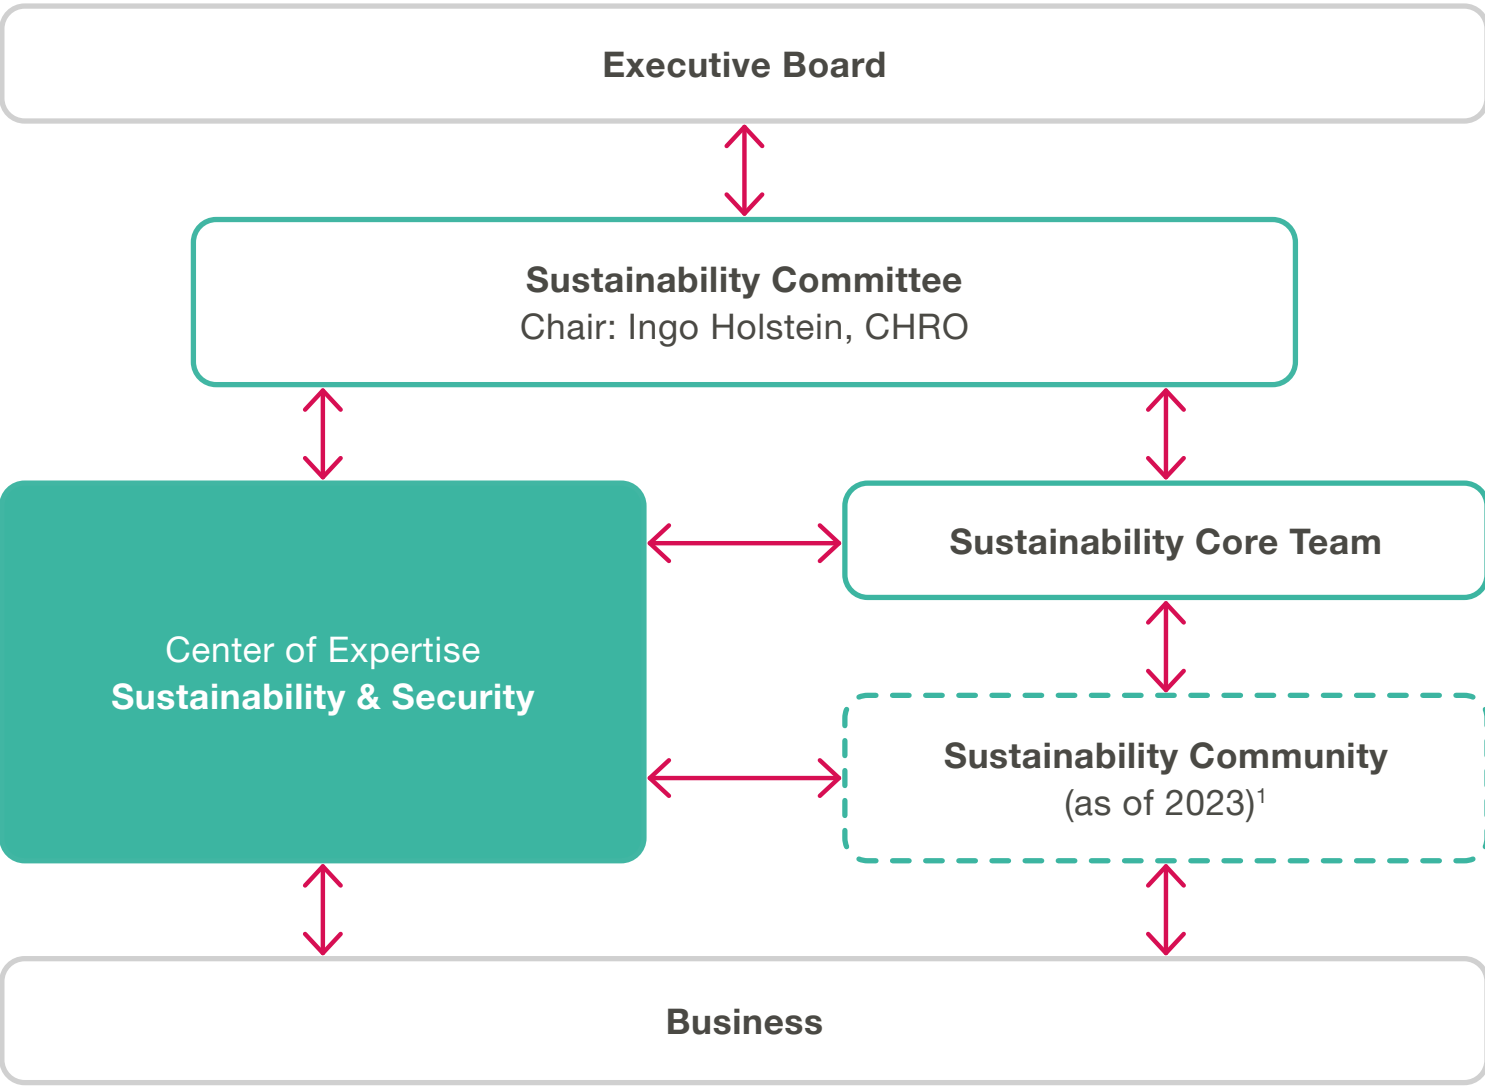 Executive Board
Sustainability Committee
Chair: Ingo Holstein, CHRO
Center of Expertise
Sustainability & Security
Sustainability Core Team
Sustainability Community
(as of 2023)¹
Business